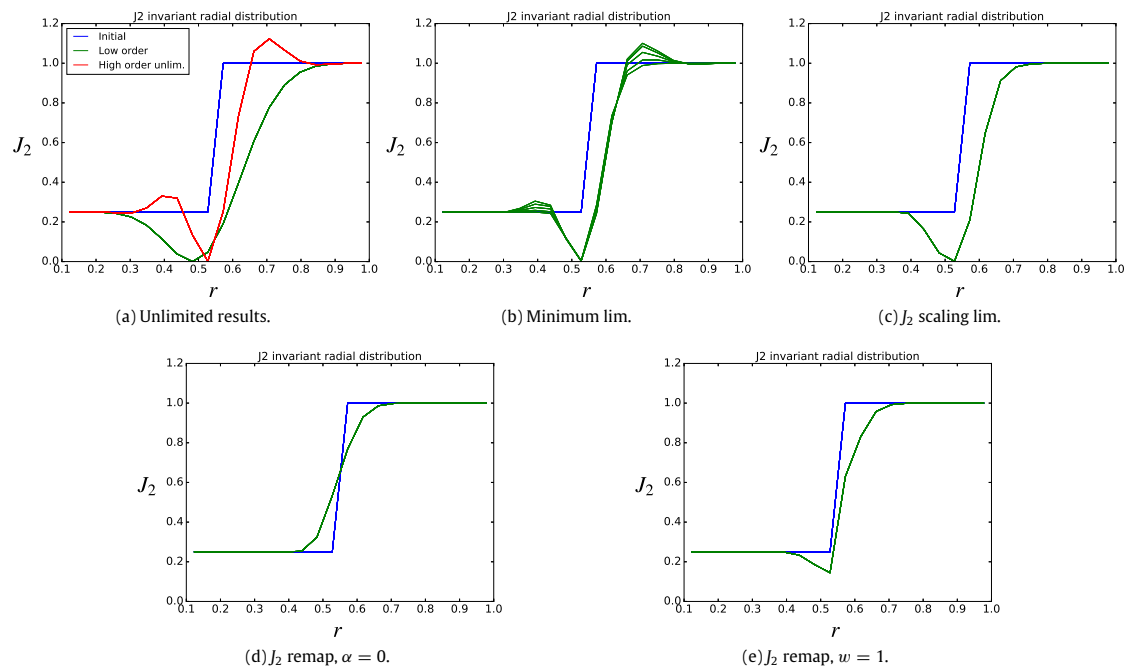 J2 invariant radial distribution
1.2
1.0
0.8
0.6
0.4
0.2
0.0
J₂
Initial
Low order
High order unlim.
0.1 0.2 0.3 0.4 0.5 0.6 0.7 0.8 0.9 1.0
r
(a) Unlimited results.
J2 invariant radial distribution
1.2
1.0
0.8
0.6
0.4
0.2
0.0
J₂
0.1 0.2 0.3 0.4 0.5 0.6 0.7 0.8 0.9 1.0
r
(b) Minimum lim.
J2 invariant radial distribution
1.2
1.0
0.8
0.6
0.4
0.2
0.0
J₂
0.1 0.2 0.3 0.4 0.5 0.6 0.7 0.8 0.9 1.0
r
(c) J₂ scaling lim.
J2 invariant radial distribution
1.2
1.0
0.8
0.6
0.4
0.2
0.0
J₂
0.1 0.2 0.3 0.4 0.5 0.6 0.7 0.8 0.9 1.0
r
(d) J₂ remap, α = 0.
J2 invariant radial distribution
1.2
1.0
0.8
0.6
0.4
0.2
0.0
J₂
0.1 0.2 0.3 0.4 0.5 0.6 0.7 0.8 0.9 1.0
r
(e) J₂ remap, w = 1.